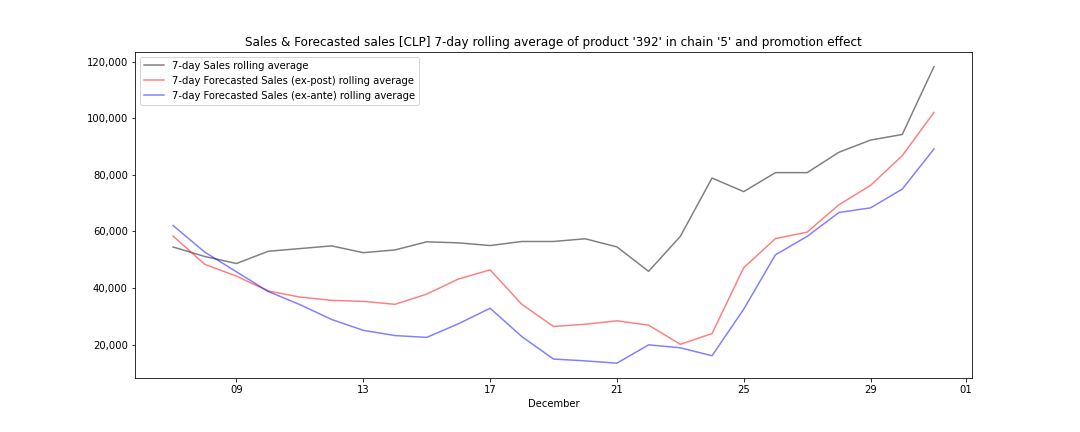 Sales & Forecasted sales [CLP] 7-day rolling average of product '392' in chain '5' and promotion effect
7-day Sales rolling average
7-day Forecasted Sales (ex-post) rolling average
7-day Forecasted Sales (ex-ante) rolling average
120,000
100,000
80,000
60,000
40,000
20,000
09 13 17 21 25 29 01
December